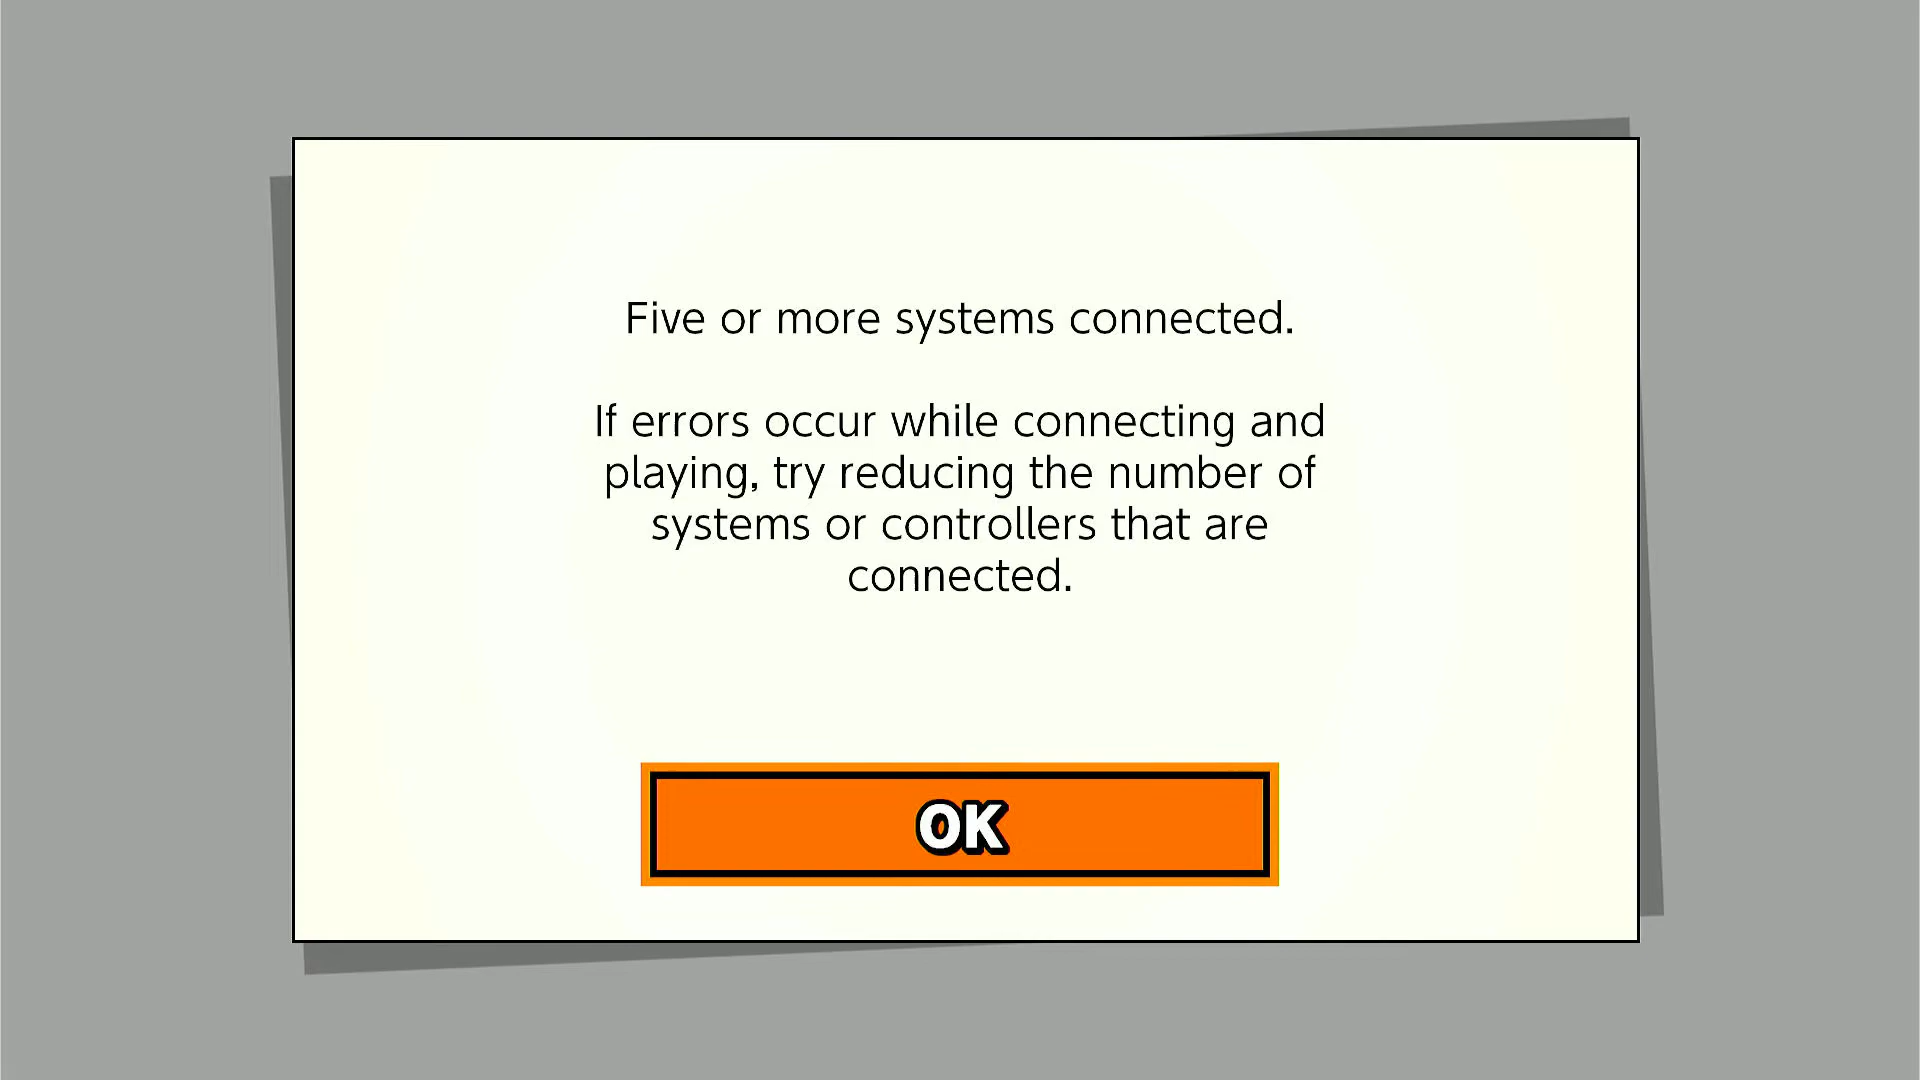 Five or more systems connected.
If errors occur while connecting and
playing, try reducing the number of
systems or controllers that are
connected.
OK